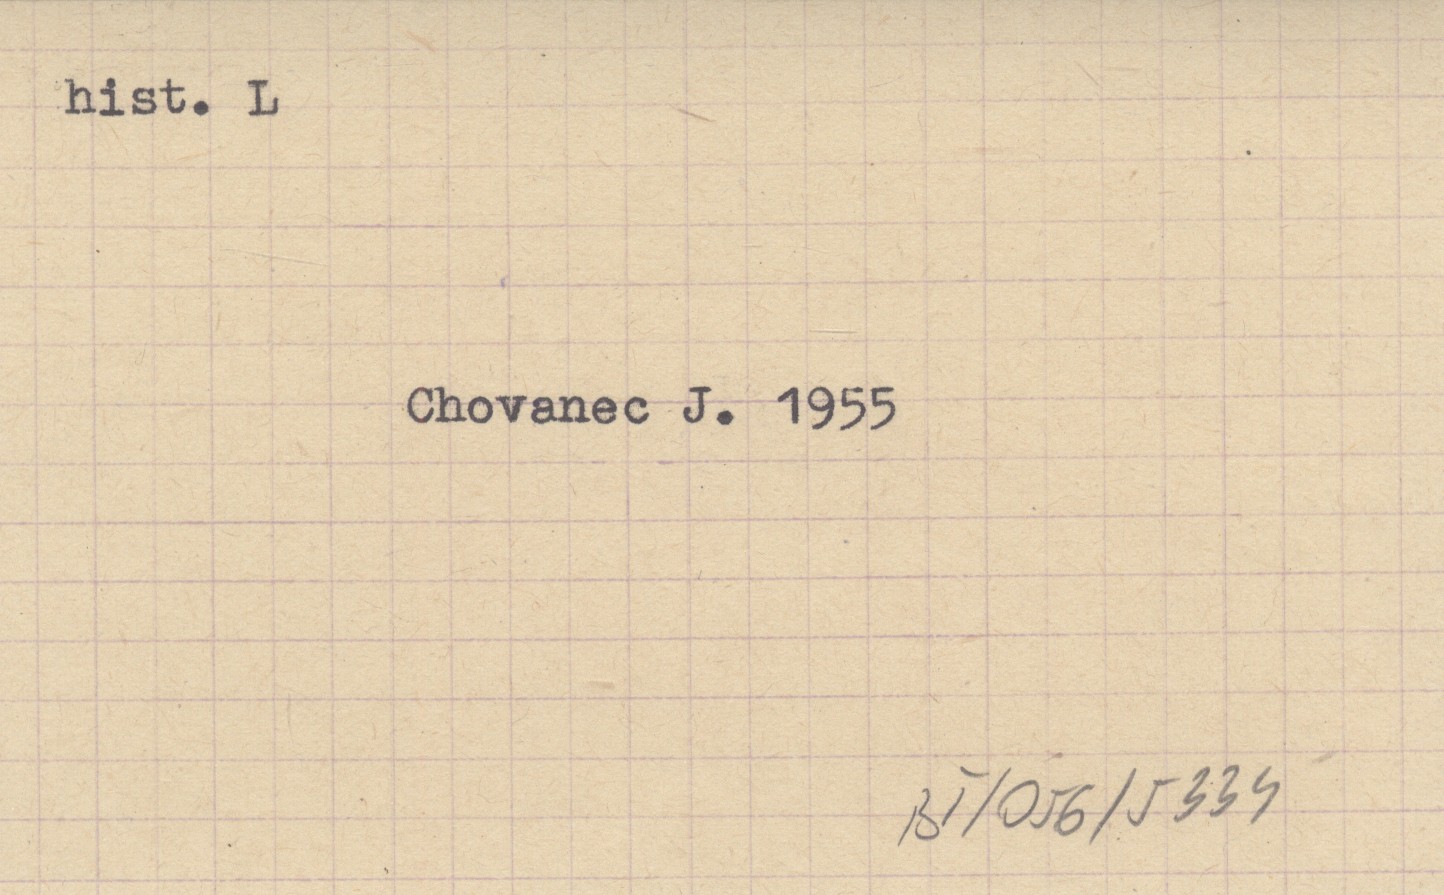 hist. L
Chovanec J. 1955
BI/056/5334